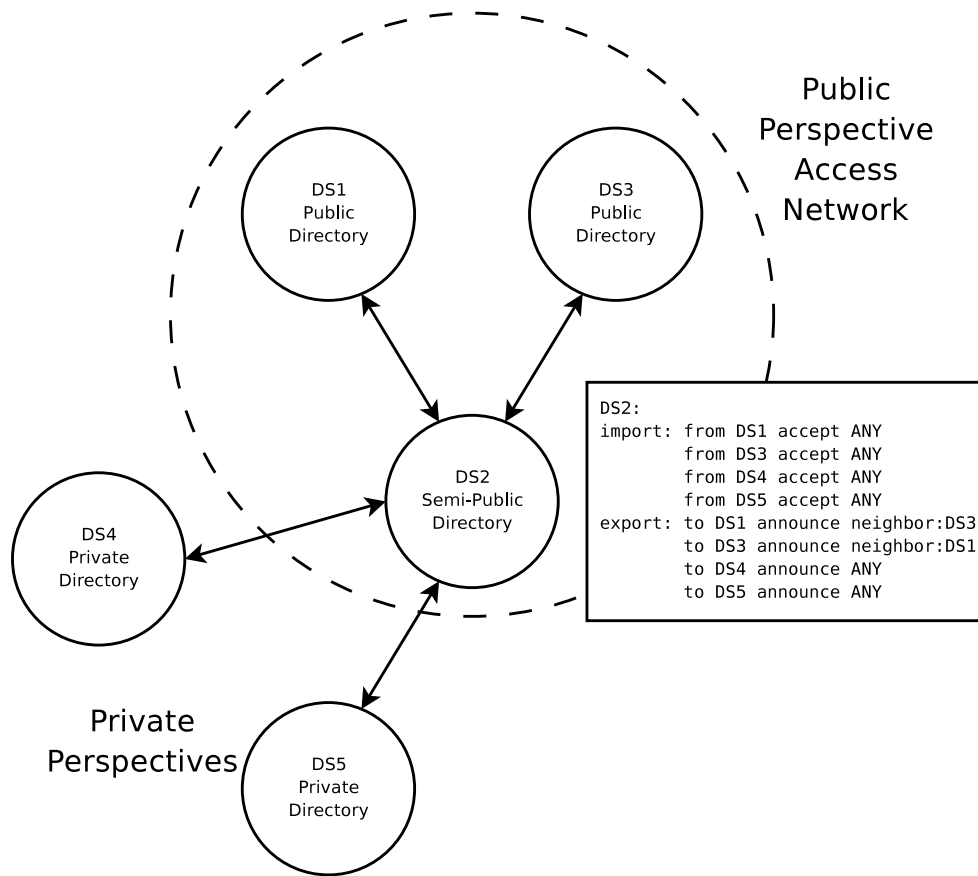 Public
Perspective
Access
Network
DS1
Public
Directory
DS3
Public
Directory
DS2
Semi-Public
Directory
DS2:
import: from DS1 accept ANY
        from DS3 accept ANY
        from DS4 accept ANY
        from DS5 accept ANY
export: to DS1 announce neighbor:DS3
        to DS3 announce neighbor:DS1
        to DS4 announce ANY
        to DS5 announce ANY
DS4
Private
Directory
Private
Perspectives
DS5
Private
Directory